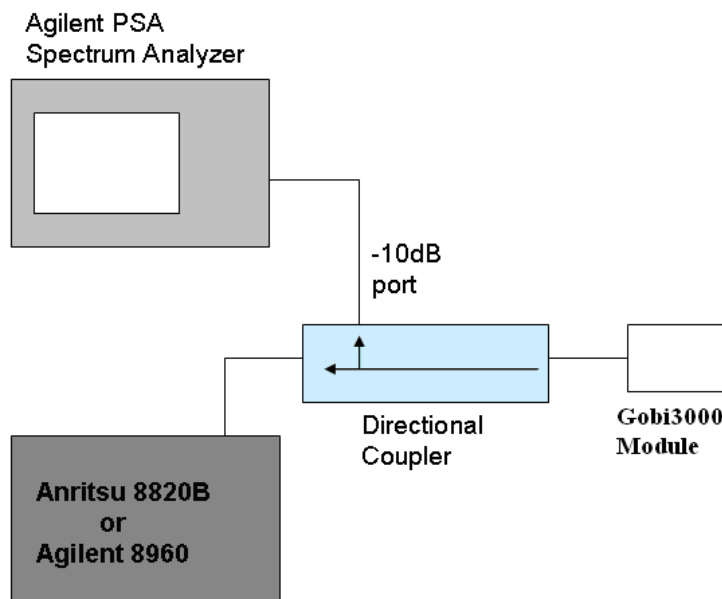 Agilent PSA
Spectrum Analyzer
-10dB
port
Directional
Coupler
Gobi3000
Module
Anritsu 8820B
or
Agilent 8960